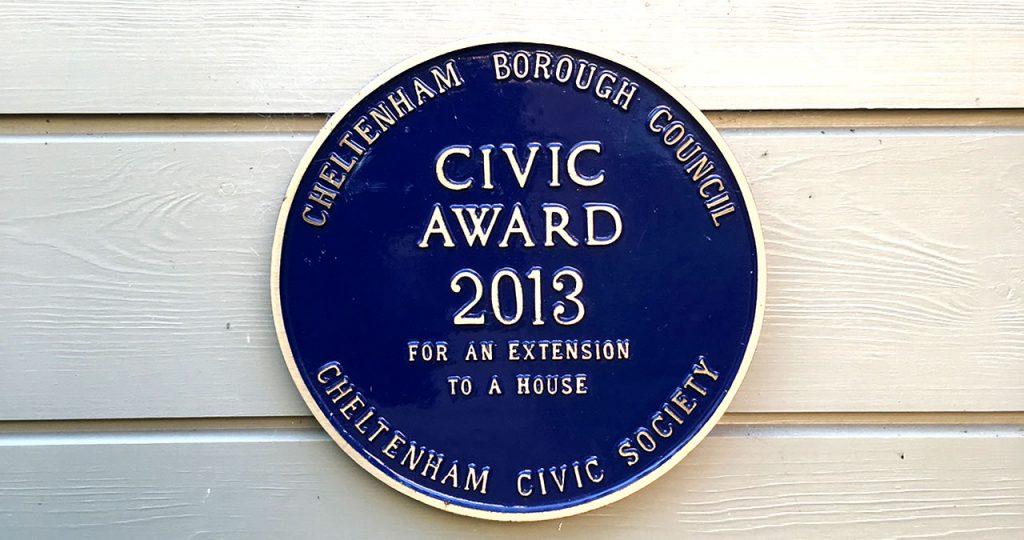 CHELTENHAM BOROUGH COUNCIL
CIVIC
AWARD
2013
FOR AN EXTENSION
TO A HOUSE
CHELTENHAM CIVIC SOCIETY